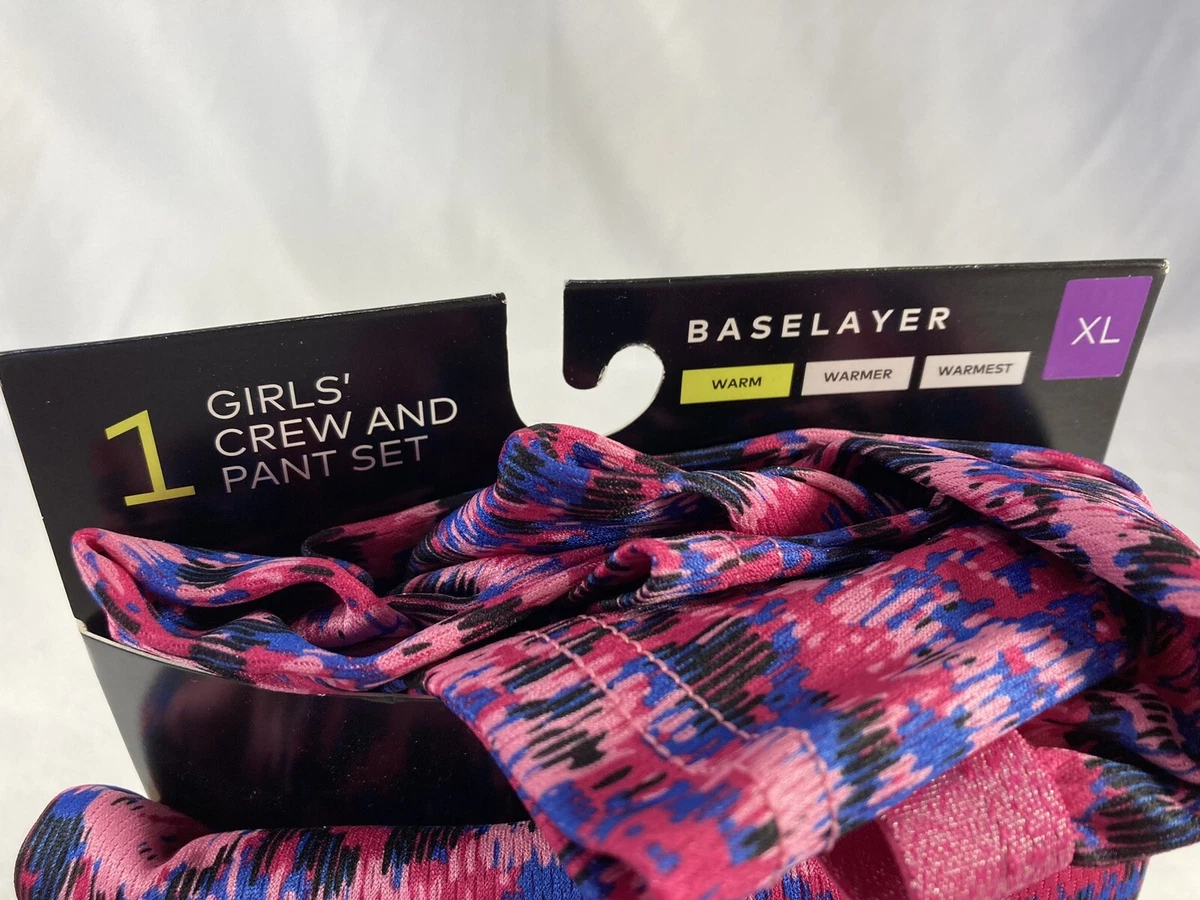 1
GIRLS'
CREW AND
PANT SET
BASELAYER
WARM WARMER WARMEST
XL